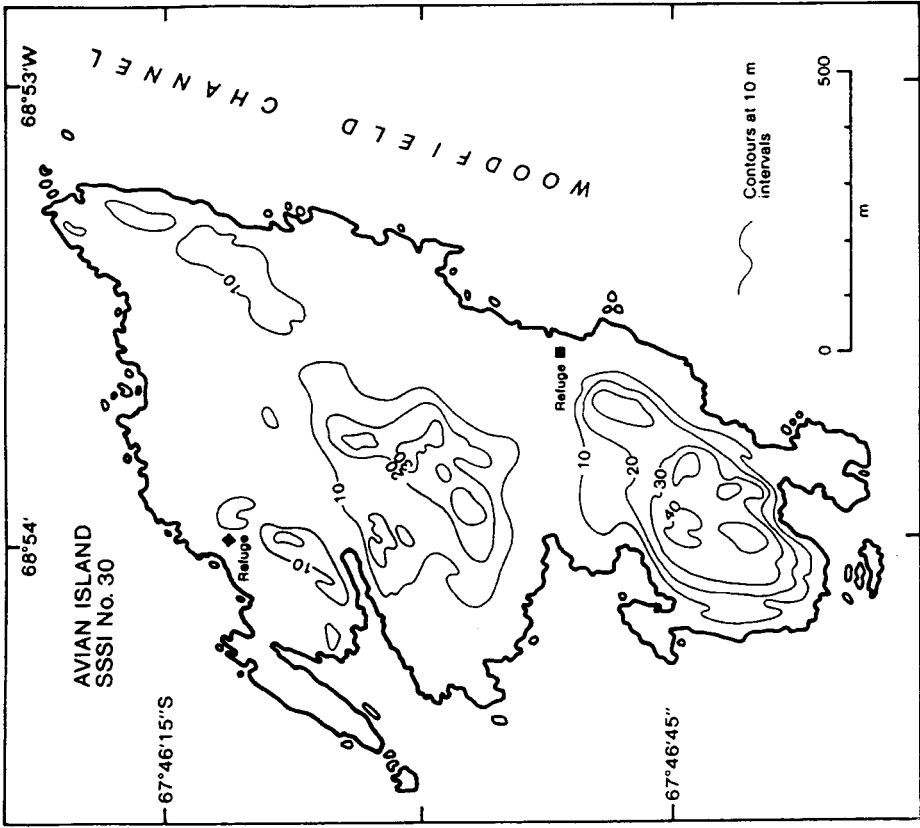 AVIAN ISLAND
SSSI No. 30
68°54'
68°53'W
67°46'15"S
67°46'45"
WOODFIELD CHANNEL
Refuge
Refuge
10
10
10
10
20
30
40
Contours at 10 m
intervals
0
500
m